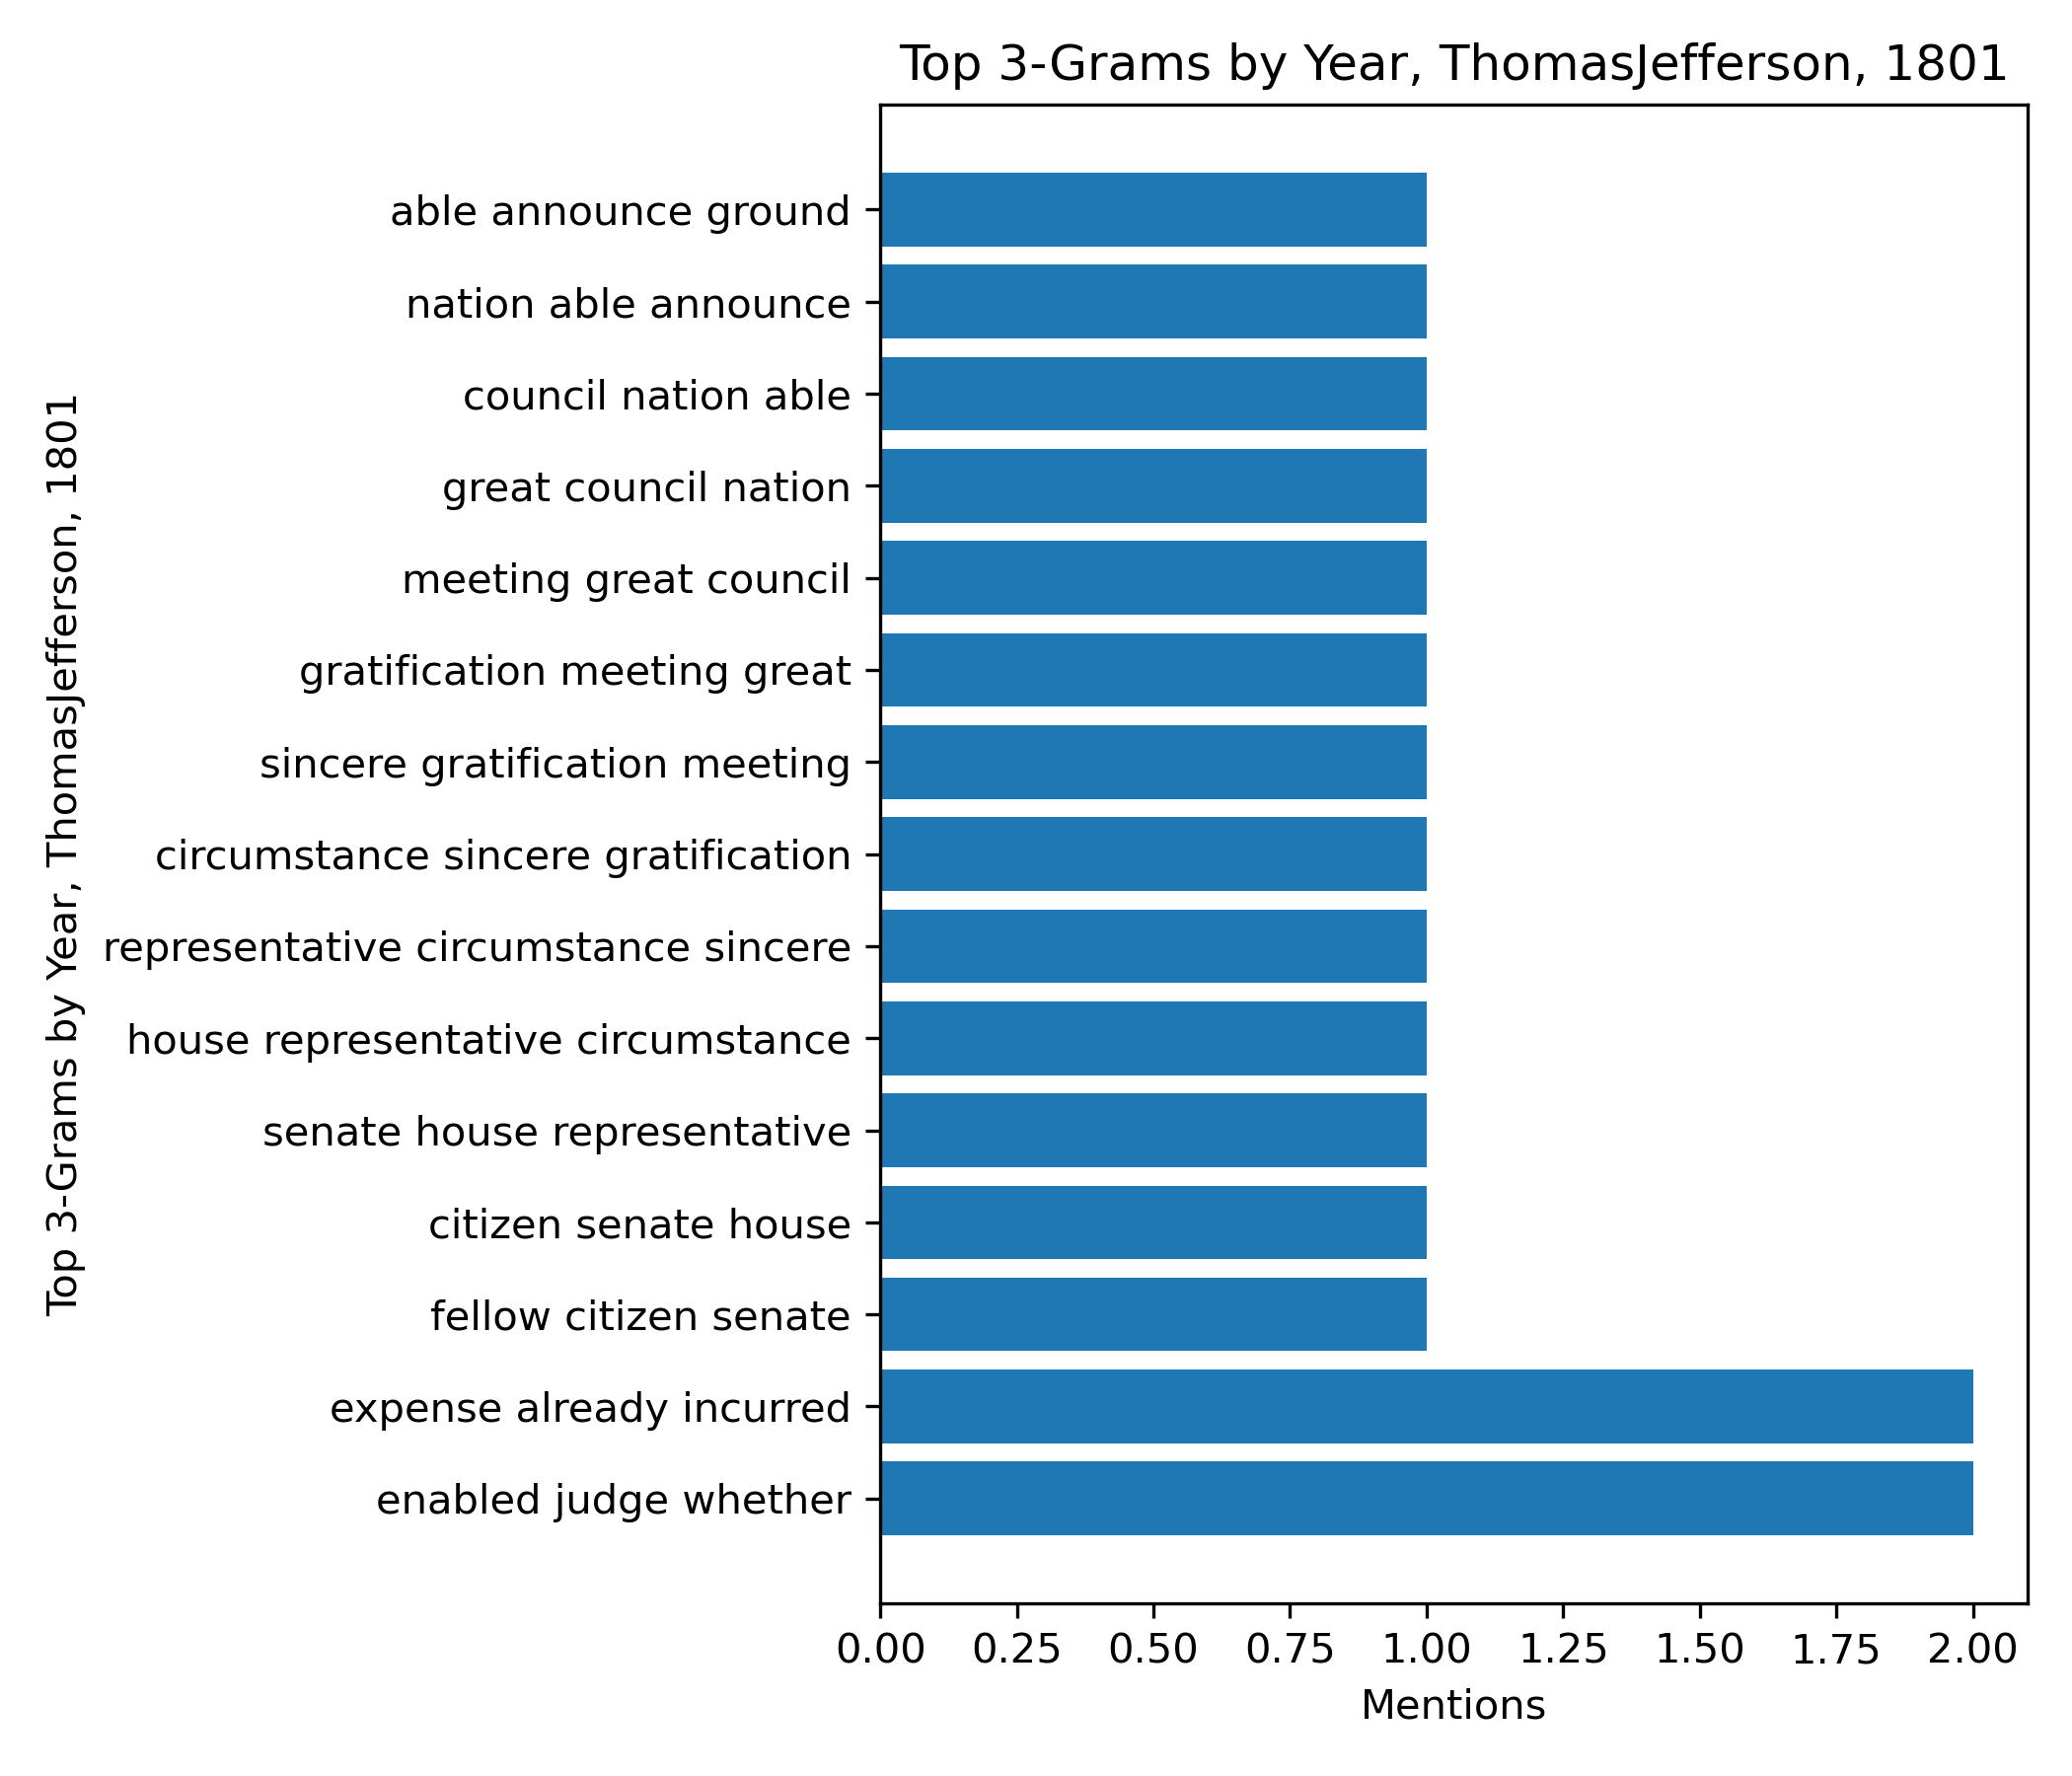 Top 3-Grams by Year, ThomasJefferson, 1801
Top 3-Grams by Year, ThomasJefferson, 1801
able announce ground
nation able announce
council nation able
great council nation
meeting great council
gratification meeting great
sincere gratification meeting
circumstance sincere gratification
representative circumstance sincere
house representative circumstance
senate house representative
citizen senate house
fellow citizen senate
expense already incurred
enabled judge whether
0.00 0.25 0.50 0.75 1.00 1.25 1.50 1.75 2.00
Mentions